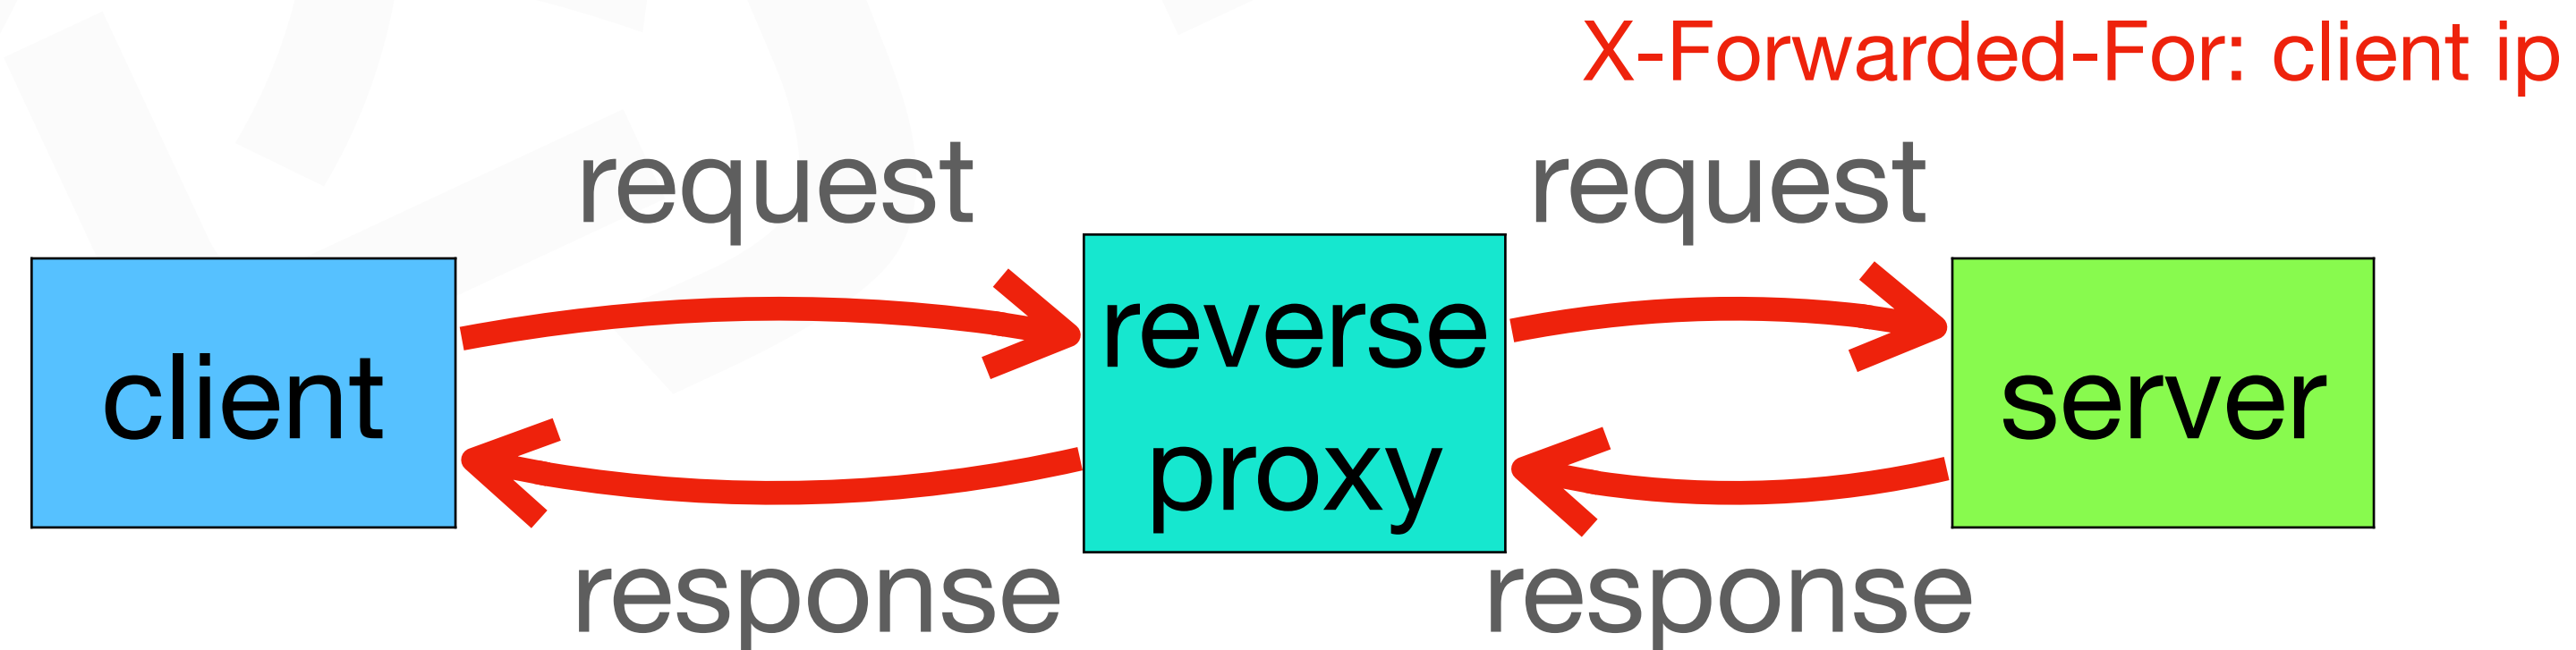 X-Forwarded-For: client ip
request
request
client
reverse
proxy
server
response
response